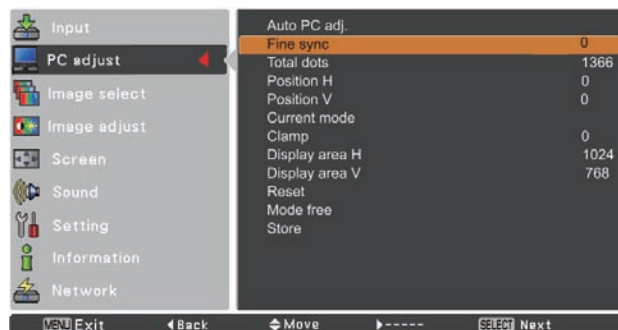 Input
PC adjust
Image select
Image adjust
Screen
Sound
Setting
Information
Network
Auto PC adj.
Fine sync 0
Total dots 1366
Position H 0
Position V 0
Current mode
Clamp 0
Display area H 1024
Display area V 768
Reset
Mode free
Store
MENU Exit ◀Back ◆Move ▶----- SELECT Next